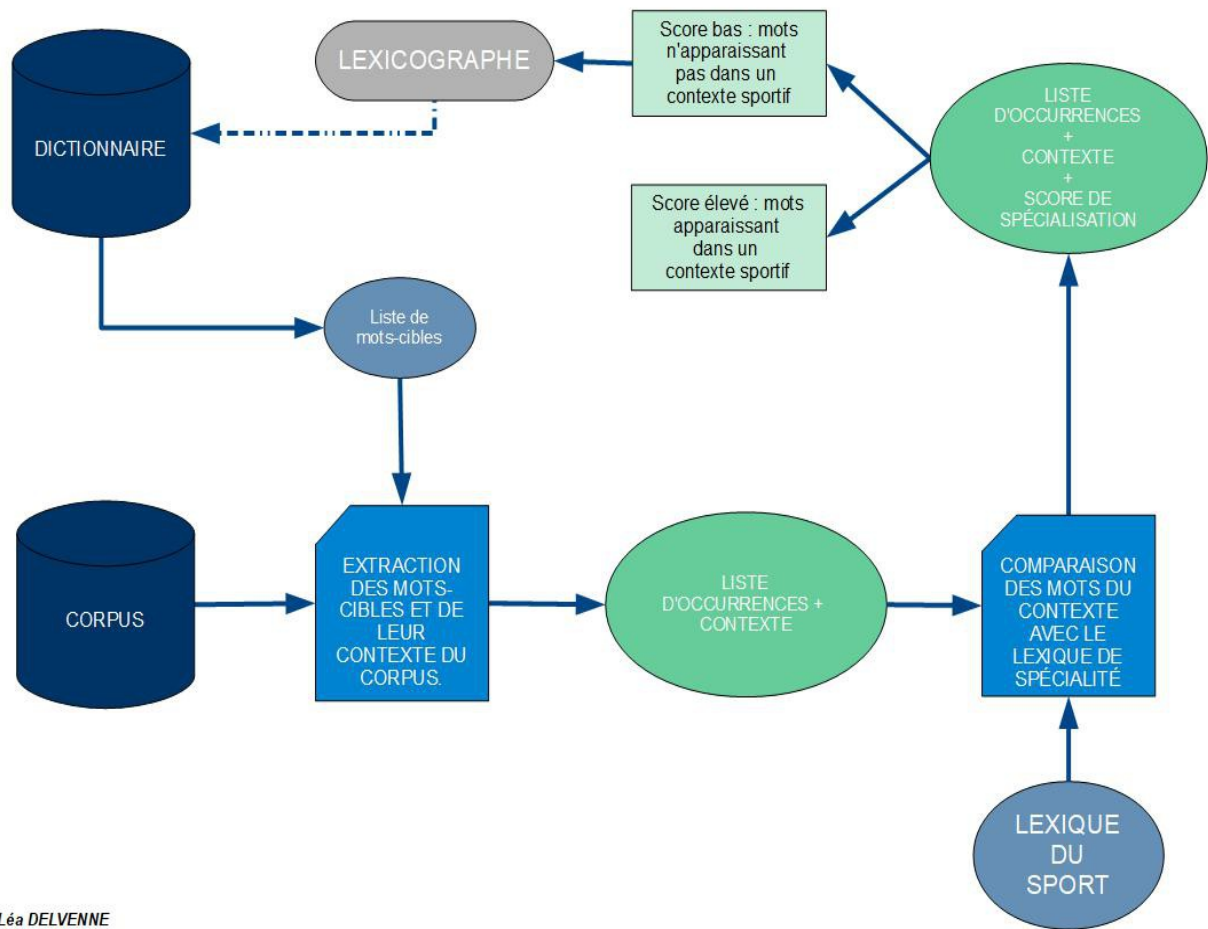 LEXICOGRAPHE
Score bas : mots
n'apparaissant
pas dans un
contexte sportif
LISTE
D'OCCURRENCES
+
CONTEXTE
+
SCORE DE
SPÉCIALISATION
DICTIONNAIRE
Score élevé : mots
apparaissant
dans un
contexte sportif
Liste de
mots-cibles
CORPUS
EXTRACTION
DES MOTS-
CIBLES ET DE
LEUR
CONTEXTE DU
CORPUS.
LISTE
D'OCCURRENCES +
CONTEXTE
COMPARAISON
DES MOTS DU
CONTEXTE
AVEC LE
LEXIQUE DE
SPÉCIALITÉ
LEXIQUE
DU
SPORT
Léa DELVENNE